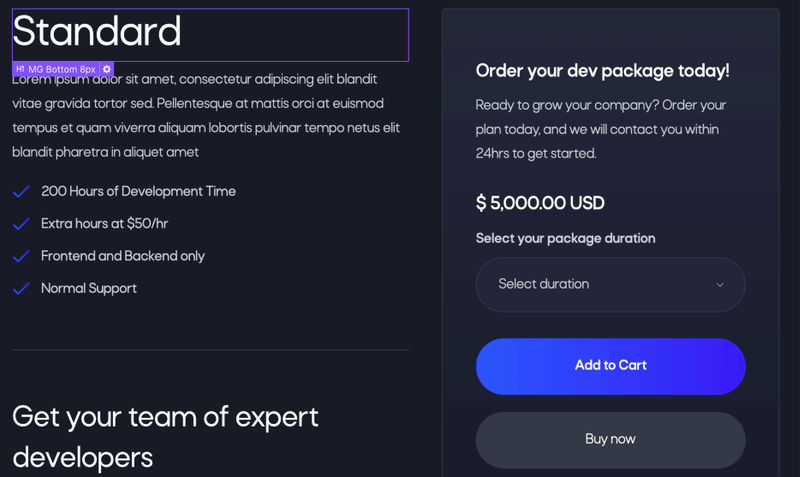 Standard
H1 MG Bottom 8px
Lorem ipsum dolor sit amet, consectetur adipiscing elit blandit
vitae gravida tortor sed. Pellentesque at mattis orci at euismod
tempus et quam viverra aliquam lobortis pulvinar tempo netus elit
blandit pharetra in aliquet amet
200 Hours of Development Time
Extra hours at $50/hr
Frontend and Backend only
Normal Support
Get your team of expert
developers
Order your dev package today!
Ready to grow your company? Order your
plan today, and we will contact you within
24hrs to get started.
$ 5,000.00 USD
Select your package duration
Select duration
Add to Cart
Buy now